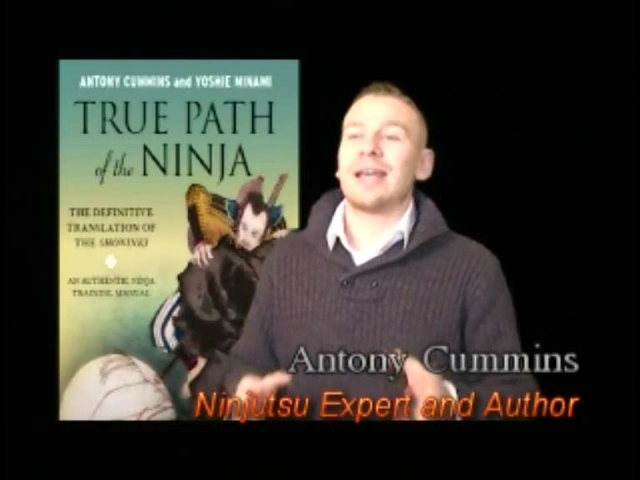 ANTONY CUMMINS and YOSHIE MINAMI
TRUE PATH
of the NINJA
THE DEFINITIVE
TRANSLATION OF
THE SHONINKI
AN AUTHENTIC NINJA
TRAINING MANUAL
Antony Cummins
Ninjutsu Expert and Author